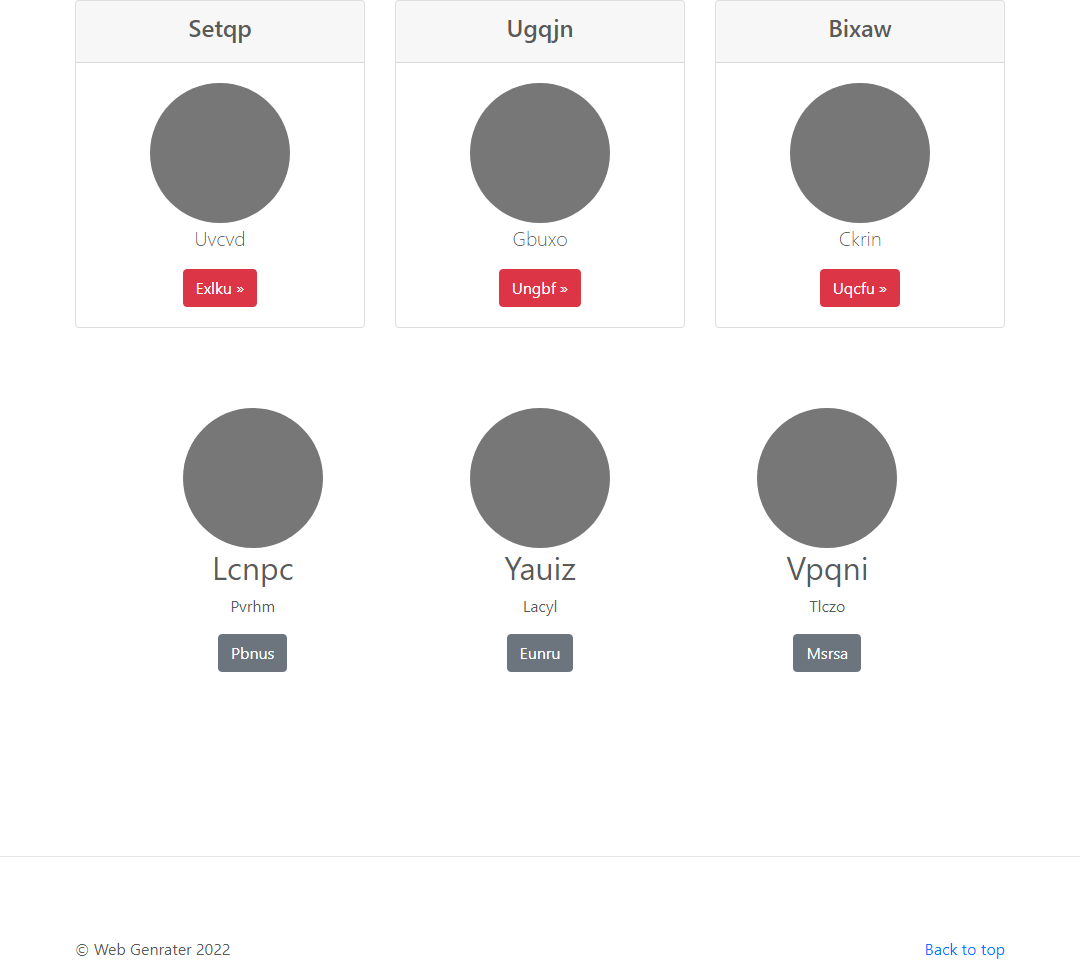 Setqp
Ugqjn
Bixaw
Uvcvd
Gbuxo
Ckrin
Exlku »
Ungbf »
Uqcfu »
Lcnpc
Yauiz
Vpqni
Pvrhm
Lacyl
Tlczo
Pbnus
Eunru
Msrsa
© Web Genrater 2022
Back to top